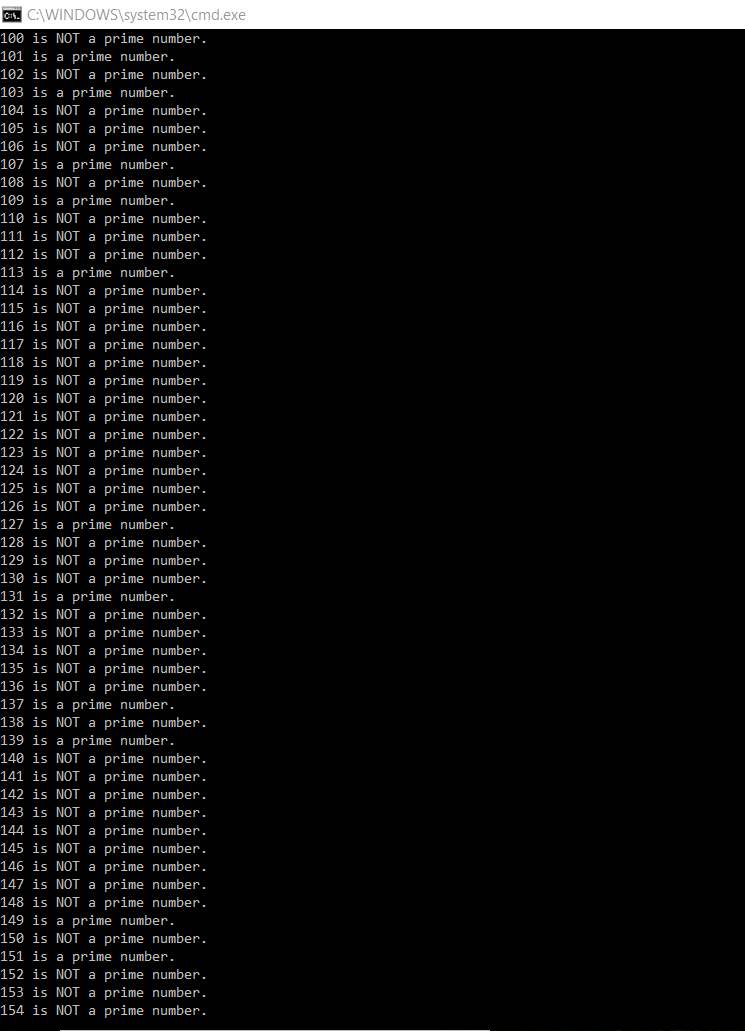 C:\WINDOWS\system32\cmd.exe
100 is NOT a prime number.
101 is a prime number.
102 is NOT a prime number.
103 is a prime number.
104 is NOT a prime number.
105 is NOT a prime number.
106 is NOT a prime number.
107 is a prime number.
108 is NOT a prime number.
109 is a prime number.
110 is NOT a prime number.
111 is NOT a prime number.
112 is NOT a prime number.
113 is a prime number.
114 is NOT a prime number.
115 is NOT a prime number.
116 is NOT a prime number.
117 is NOT a prime number.
118 is NOT a prime number.
119 is NOT a prime number.
120 is NOT a prime number.
121 is NOT a prime number.
122 is NOT a prime number.
123 is NOT a prime number.
124 is NOT a prime number.
125 is NOT a prime number.
126 is NOT a prime number.
127 is a prime number.
128 is NOT a prime number.
129 is NOT a prime number.
130 is NOT a prime number.
131 is a prime number.
132 is NOT a prime number.
133 is NOT a prime number.
134 is NOT a prime number.
135 is NOT a prime number.
136 is NOT a prime number.
137 is a prime number.
138 is NOT a prime number.
139 is a prime number.
140 is NOT a prime number.
141 is NOT a prime number.
142 is NOT a prime number.
143 is NOT a prime number.
144 is NOT a prime number.
145 is NOT a prime number.
146 is NOT a prime number.
147 is NOT a prime number.
148 is NOT a prime number.
149 is a prime number.
150 is NOT a prime number.
151 is a prime number.
152 is NOT a prime number.
153 is NOT a prime number.
154 is NOT a prime number.